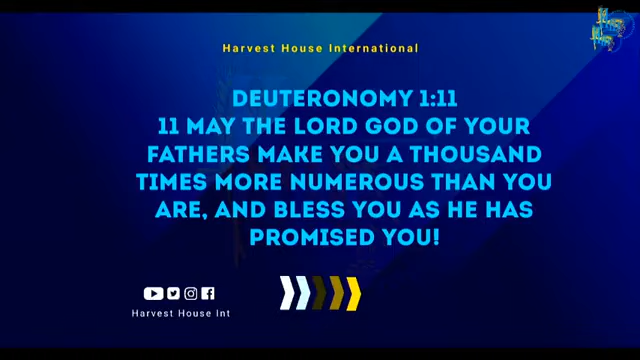 Harvest House International
DEUTERONOMY 1:11
11 MAY THE LORD GOD OF YOUR
FATHERS MAKE YOU A THOUSAND
TIMES MORE NUMEROUS THAN YOU
ARE, AND BLESS YOU AS HE HAS
PROMISED YOU!
Harvest House Int